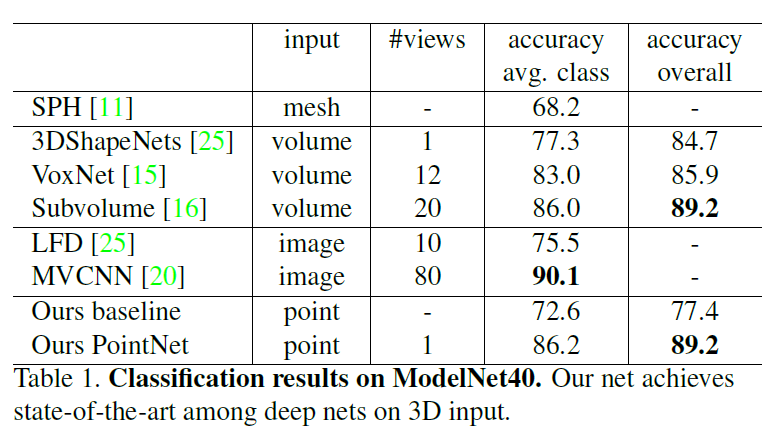 input #views accuracy accuracy
avg. class overall
SPH [11] mesh - 68.2 -
3DShapeNets [25] volume 1 77.3 84.7
VoxNet [15] volume 12 83.0 85.9
Subvolume [16] volume 20 86.0 89.2
LFD [25] image 10 75.5 -
MVCNN [20] image 80 90.1 -
Ours baseline point - 72.6 77.4
Ours PointNet point 1 86.2 89.2
Table 1. Classification results on ModelNet40. Our net achieves
state-of-the-art among deep nets on 3D input.